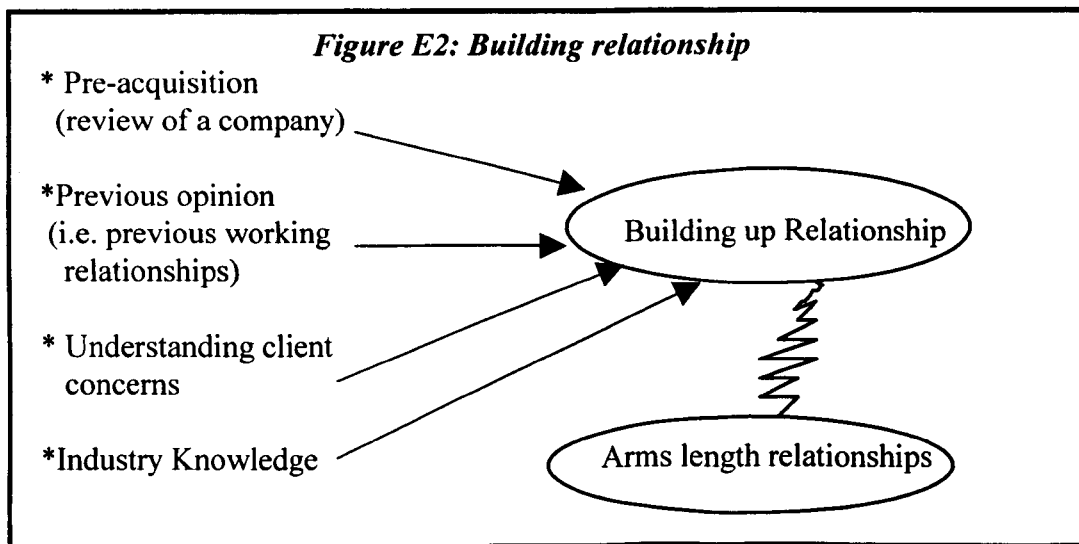 Figure E2: Building relationship
* Pre-acquisition
(review of a company)
*Previous opinion
(i.e. previous working
relationships)
* Understanding client
concerns
*Industry Knowledge
Building up Relationship
Arms length relationships